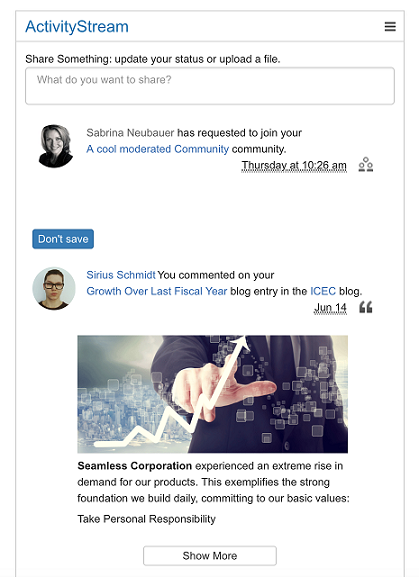 ActivityStream
Share Something: update your status or upload a file.
What do you want to share?
Sabrina Neubauer has requested to join your
A cool moderated Community community.
Thursday at 10:26 am
Don't save
Sirius Schmidt You commented on your
Growth Over Last Fiscal Year blog entry in the ICEC blog.
Jun 14
Seamless Corporation experienced an extreme rise in
demand for our products. This exemplifies the strong
foundation we build daily, committing to our basic values:
Take Personal Responsibility
Show More